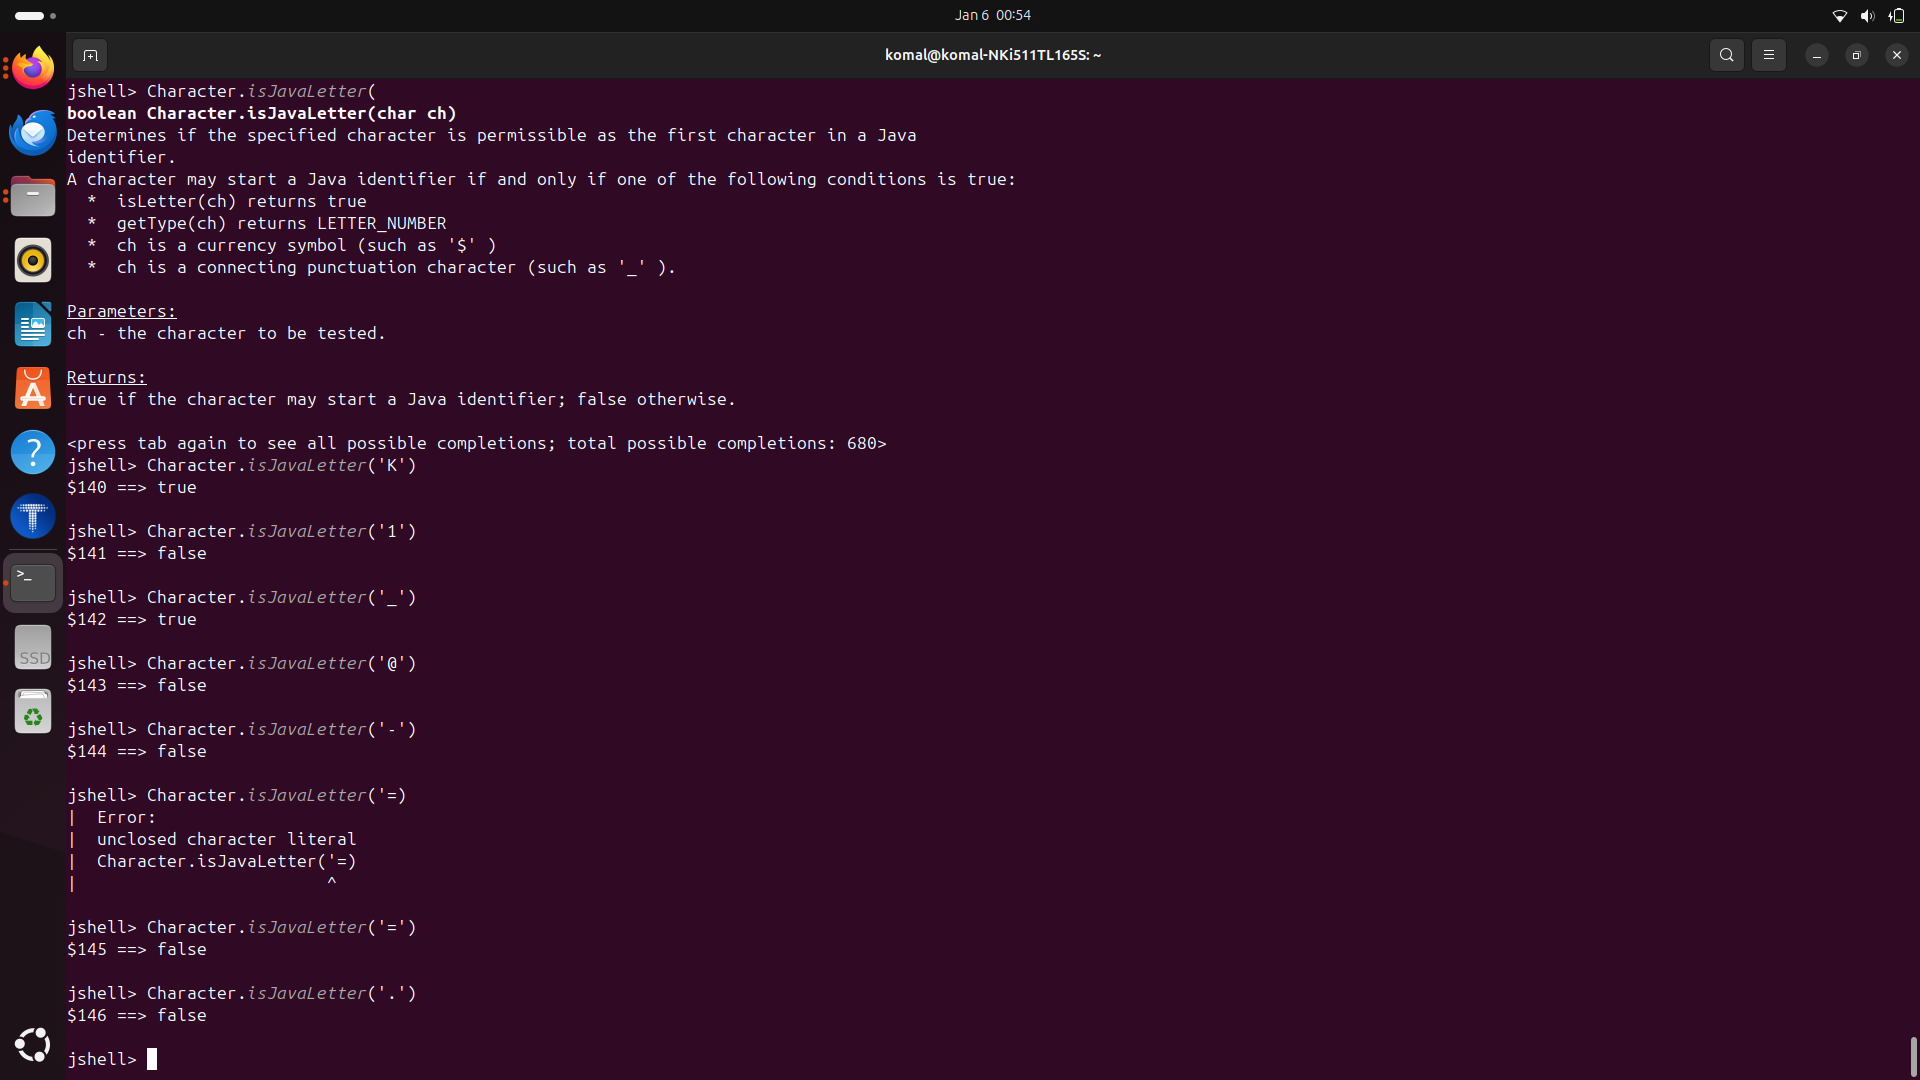 Jan 6 00:54
komal@komal-NKi511TL165S: ~
jshell> Character.isJavaLetter(
boolean Character.isJavaLetter(char ch)
Determines if the specified character is permissible as the first character in a Java
identifier.
A character may start a Java identifier if and only if one of the following conditions is true:
  *  isLetter(ch) returns true
  *  getType(ch) returns LETTER_NUMBER
  *  ch is a currency symbol (such as '$' )
  *  ch is a connecting punctuation character (such as '_' ).
Parameters:
ch - the character to be tested.
Returns:
true if the character may start a Java identifier; false otherwise.
<press tab again to see all possible completions; total possible completions: 680>
jshell> Character.isJavaLetter('K')
$140 ==> true
jshell> Character.isJavaLetter('1')
$141 ==> false
jshell> Character.isJavaLetter('_')
$142 ==> true
jshell> Character.isJavaLetter('@')
$143 ==> false
jshell> Character.isJavaLetter('-')
$144 ==> false
jshell> Character.isJavaLetter('=)
|  Error:
|  unclosed character literal
|  Character.isJavaLetter('=)
|                         ^
jshell> Character.isJavaLetter('=')
$145 ==> false
jshell> Character.isJavaLetter('.')
$146 ==> false
jshell>
SSD